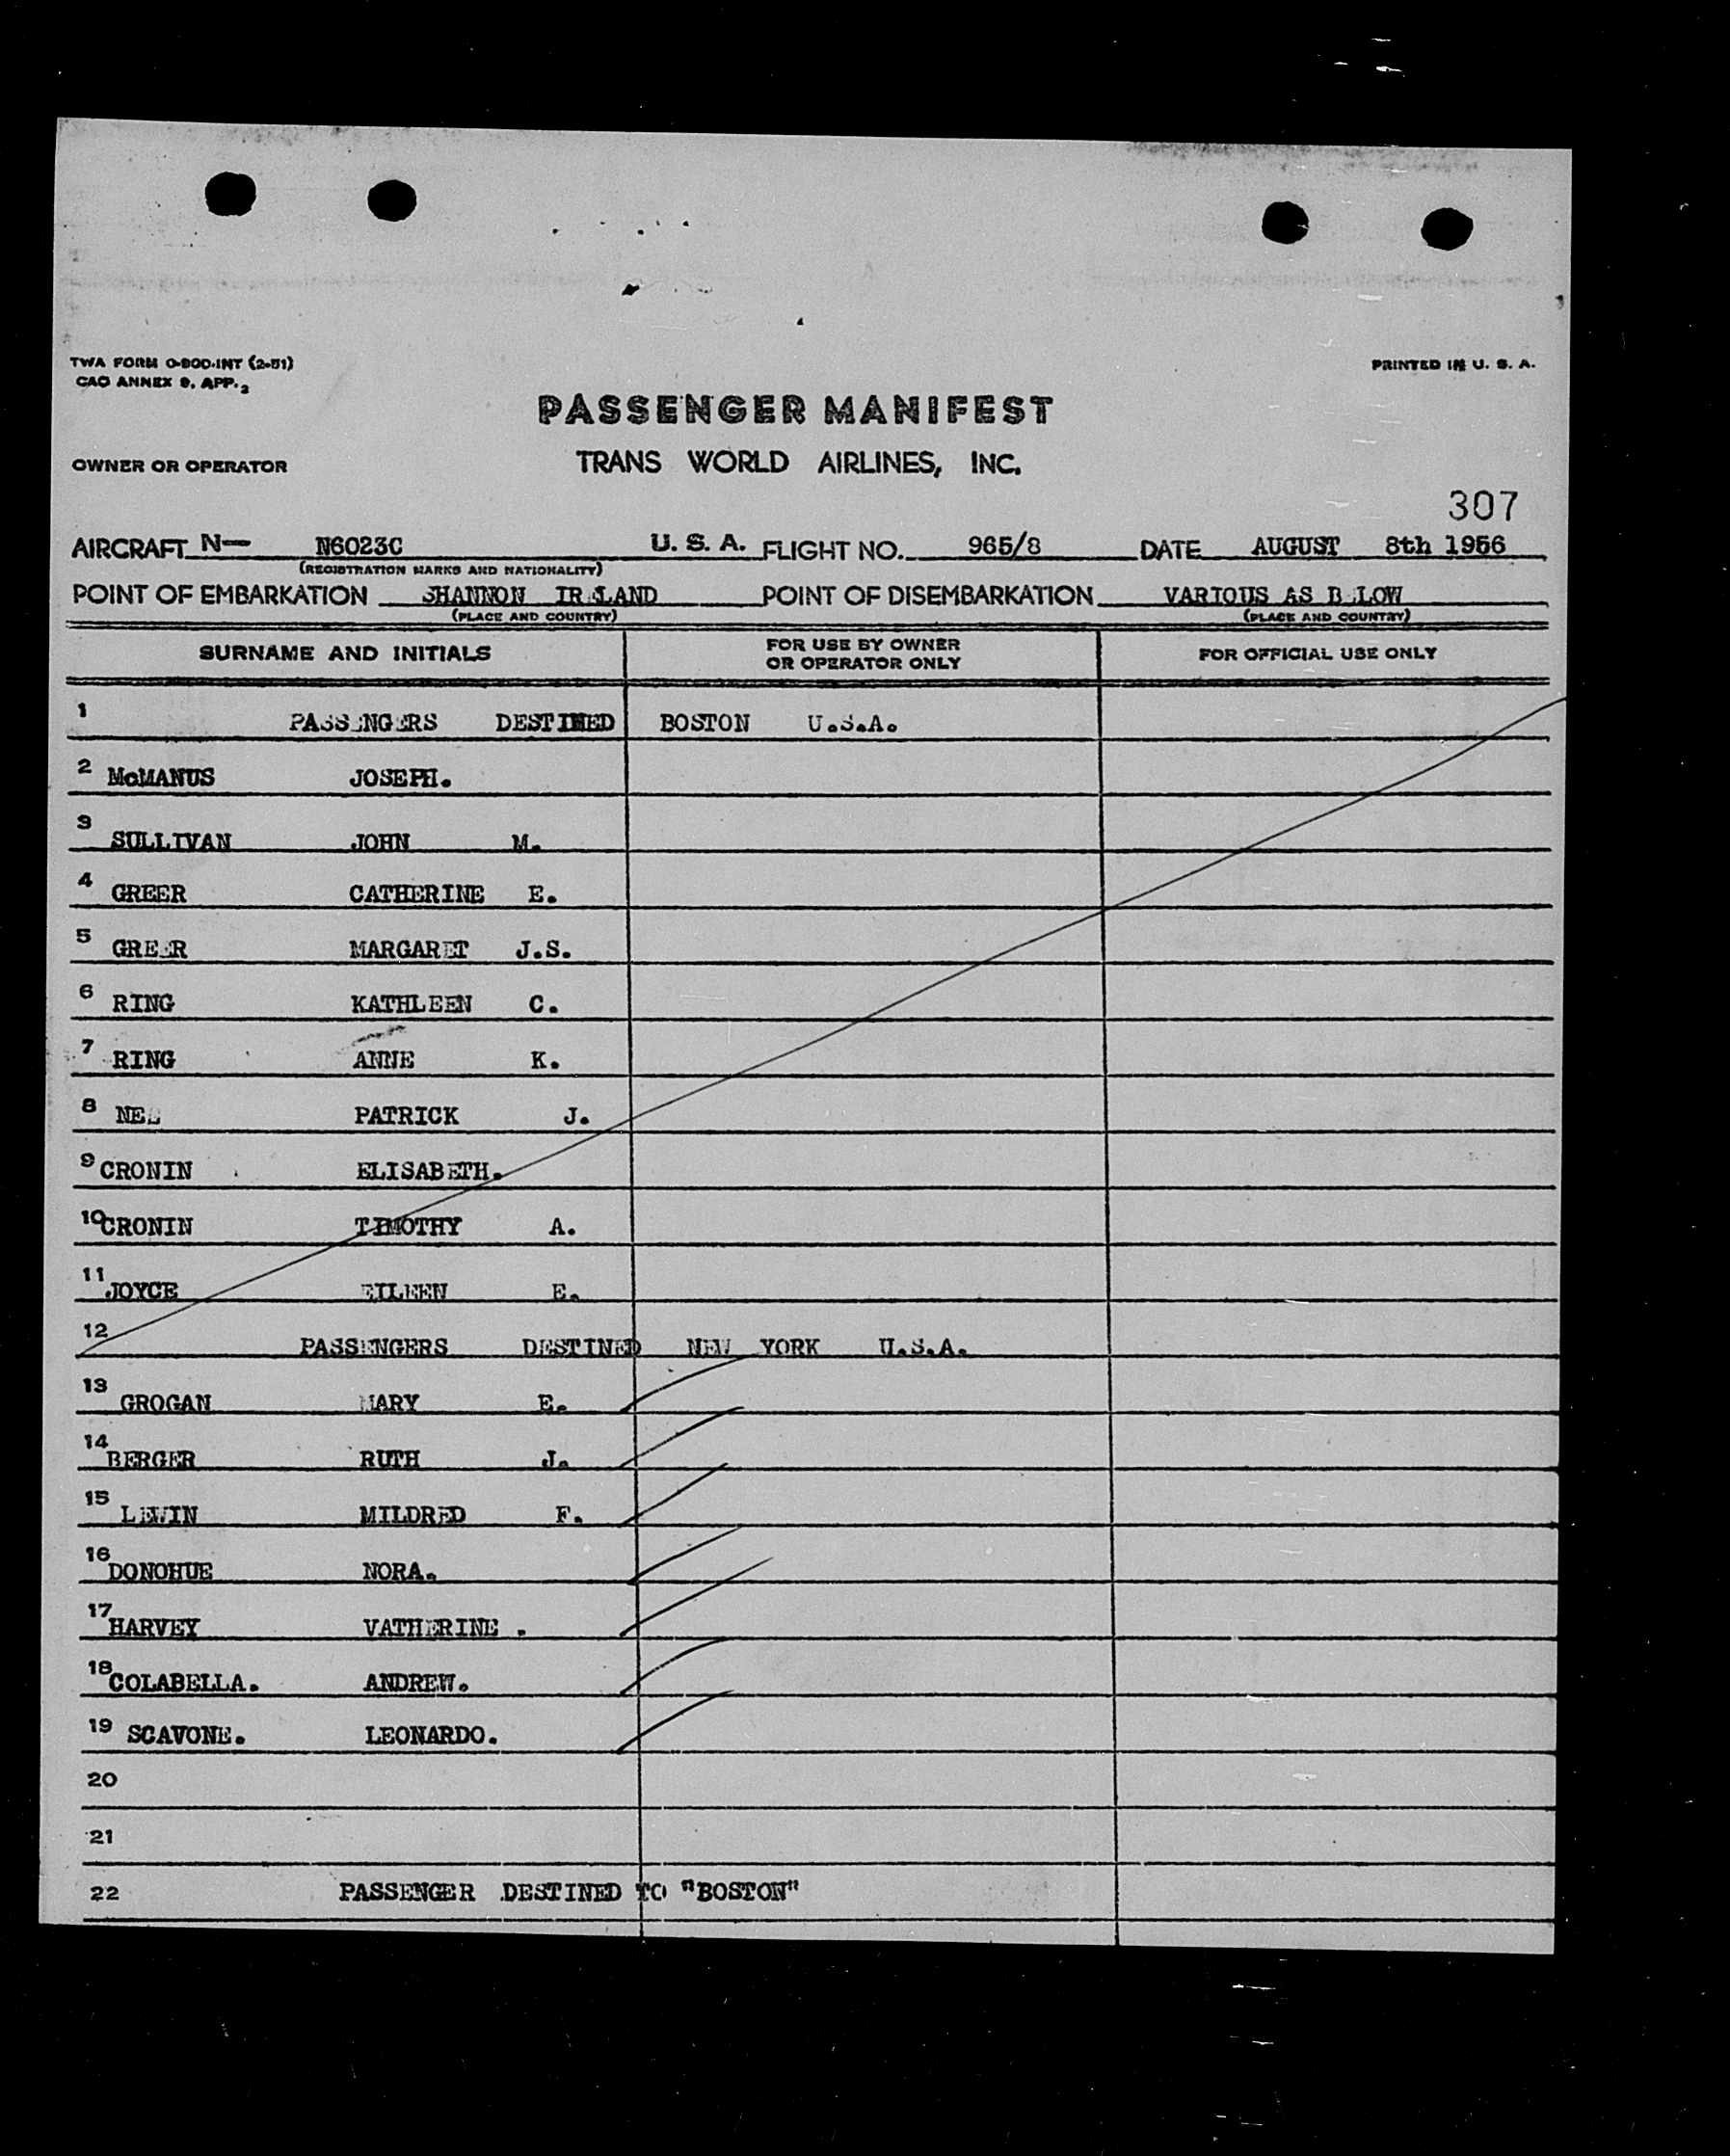 TWA FORM O-800-INT (2-51)
CAO ANNEX 9, APP. 2
PRINTED IN U. S. A.
PASSENGER MANIFEST
OWNER OR OPERATOR TRANS WORLD AIRLINES, INC.
307
AIRCRAFT N— N6023C U. S. A. FLIGHT NO. 965/8 DATE AUGUST 8th 1956
(REGISTRATION MARKS AND NATIONALITY)
POINT OF EMBARKATION SHANNON IRELAND POINT OF DISEMBARKATION VARIOUS AS BELOW
(PLACE AND COUNTRY) (PLACE AND COUNTRY)
SURNAME AND INITIALS FOR USE BY OWNER OR OPERATOR ONLY FOR OFFICIAL USE ONLY
1 PASSENGERS DESTINED BOSTON U.S.A.
2 McMANUS JOSEPH.
3 SULLIVAN JOHN M.
4 GREER CATHERINE E.
5 GREER MARGARET J.S.
6 RING KATHLEEN C.
7 RING ANNE K.
8 NEE PATRICK J.
9 CRONIN ELISABETH.
10 CRONIN TIMOTHY A.
11 JOYCE EILEEN E.
12 PASSENGERS DESTINED NEW YORK U.S.A.
13 GROGAN MARY E.
14 BERGER RUTH J.
15 LEWIN MILDRED F.
16 DONOHUE NORA.
17 HARVEY VATHERINE .
18 COLABELLA. ANDREW.
19 SCAVONE. LEONARDO.
20
21
22 PASSENGER DESTINED TO "BOSTON"